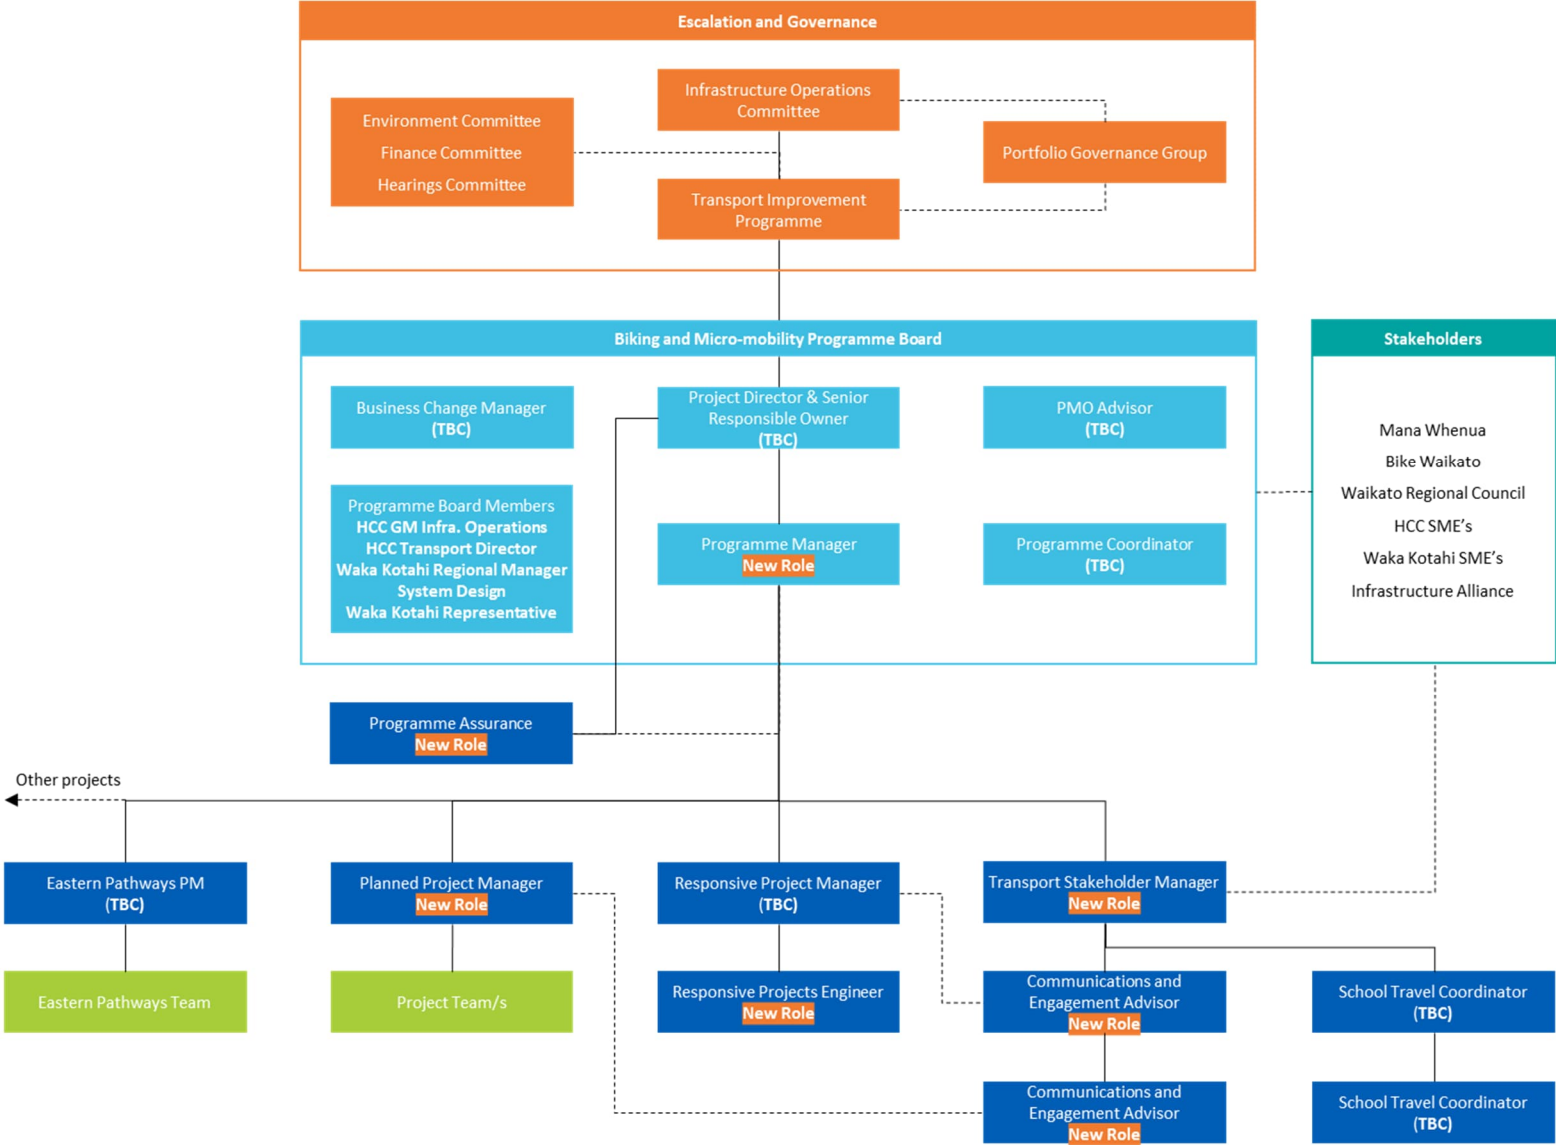 Escalation and Governance
Infrastructure Operations
Committee
Environment Committee
Finance Committee
Hearings Committee
Portfolio Governance Group
Transport Improvement
Programme
Biking and Micro-mobility Programme Board
Business Change Manager
(TBC)
Project Director & Senior
Responsible Owner
(TBC)
PMO Advisor
(TBC)
Programme Board Members
HCC GM Infra. Operations
HCC Transport Director
Waka Kotahi Regional Manager
System Design
Waka Kotahi Representative
Programme Manager
New Role
Programme Coordinator
(TBC)
Stakeholders
Mana Whenua
Bike Waikato
Waikato Regional Council
HCC SME's
Waka Kotahi SME's
Infrastructure Alliance
Programme Assurance
New Role
Other projects
Eastern Pathways PM
(TBC)
Planned Project Manager
New Role
Responsive Project Manager
(TBC)
Transport Stakeholder Manager
New Role
Eastern Pathways Team
Project Team/s
Responsive Projects Engineer
New Role
Communications and
Engagement Advisor
New Role
School Travel Coordinator
(TBC)
Communications and
Engagement Advisor
New Role
School Travel Coordinator
(TBC)